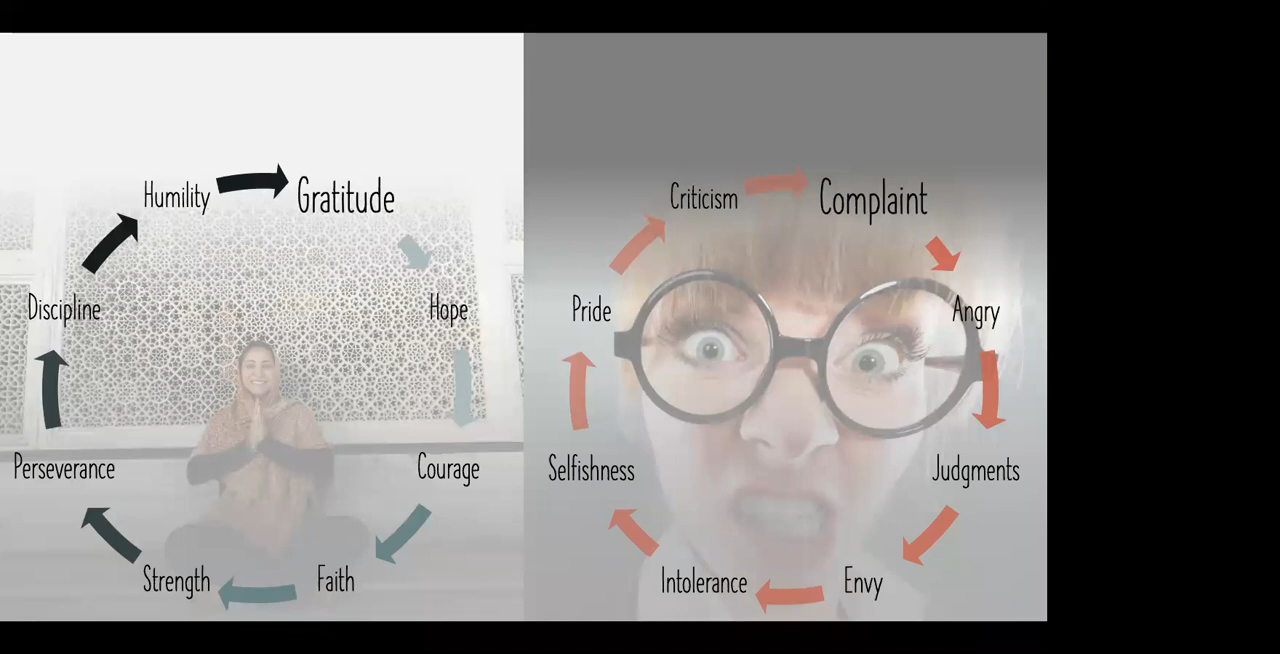 Gratitude
Hope
Courage
Faith
Strength
Perseverance
Discipline
Humility
Complaint
Angry
Judgments
Envy
Intolerance
Selfishness
Pride
Criticism